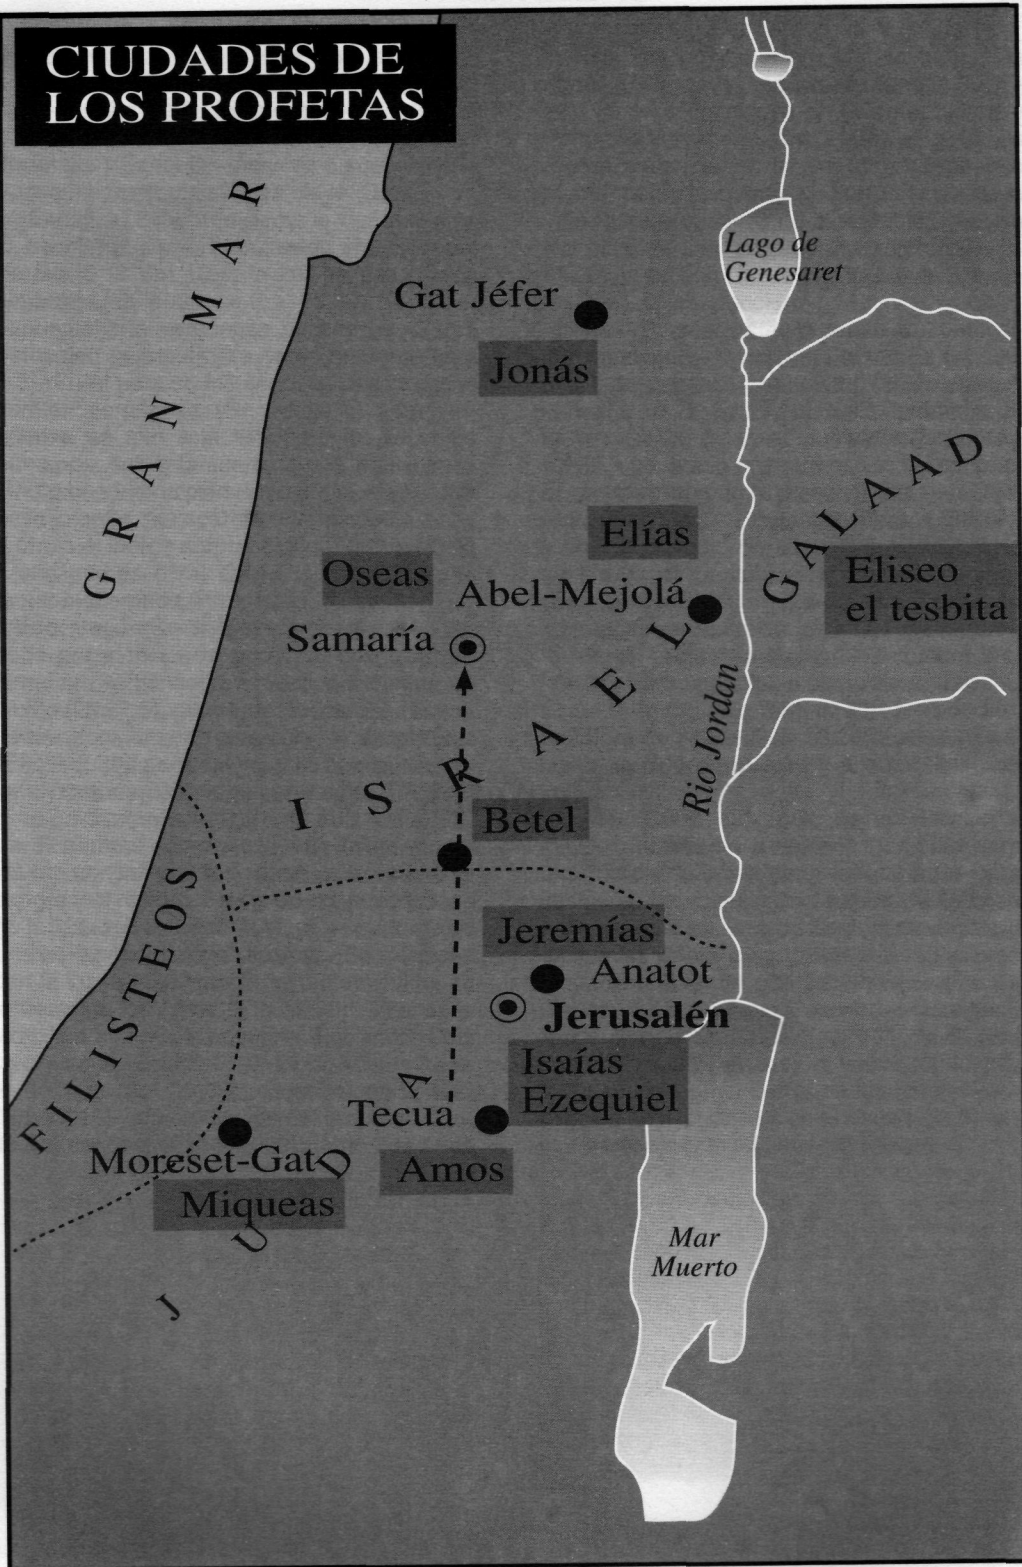 CIUDADES DE
LOS PROFETAS
GRAN MAR
Lago de
Genesaret
Gat Jéfer
Jonás
GALAAD
Elías
Oseas
Abel-Mejolá
Eliseo
el tesbita
Samaría
ISRAEL
Rio Jordan
Betel
FILISTEOS
Jeremías
Anatot
Jerusalén
Isaías
Ezequiel
Tecua
Amos
Moreset-Gat
Miqueas
JUDA
Mar
Muerto